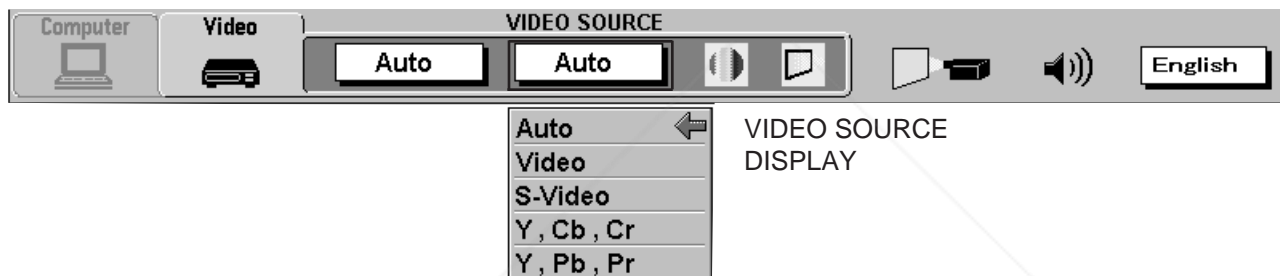 VIDEO SOURCE
Computer Video
Auto Auto English
Auto
Video
S-Video
Y , Cb , Cr
Y , Pb , Pr
VIDEO SOURCE
DISPLAY